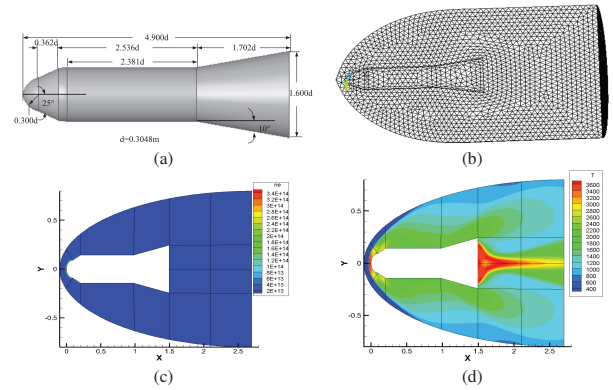 4.900d
0.362d
2.536d
1.702d
2.381d
1.600d
25°
10°
0.300d
d=0.3048m
(a)
(b)
ne
3.4E+14
3.2E+14
3E+14
2.8E+14
2.6E+14
2.4E+14
2.2E+14
2E+14
1.8E+14
1.6E+14
1.4E+14
1.2E+14
1E+14
8E+13
6E+13
4E+13
2E+13
0.5
0
-0.5
Y
0
0.5
1
1.5
2
2.5
X
(c)
T
3600
3400
3200
3000
2800
2600
2400
2200
2000
1800
1600
1400
1200
1000
800
600
400
0.5
0
-0.5
Y
0
0.5
1
1.5
2
2.5
X
(d)